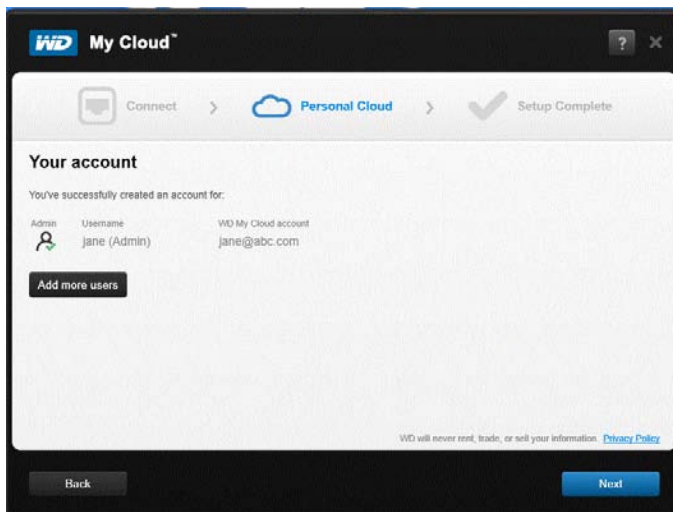 WD My Cloud™ ?
Connect > Personal Cloud > Setup Complete
Your account
You've successfully created an account for:
Admin Username WD My Cloud account
jane (Admin) jane@abc.com
Add more users
WD will never rent, trade, or sell your information. Privacy Policy
Back Next